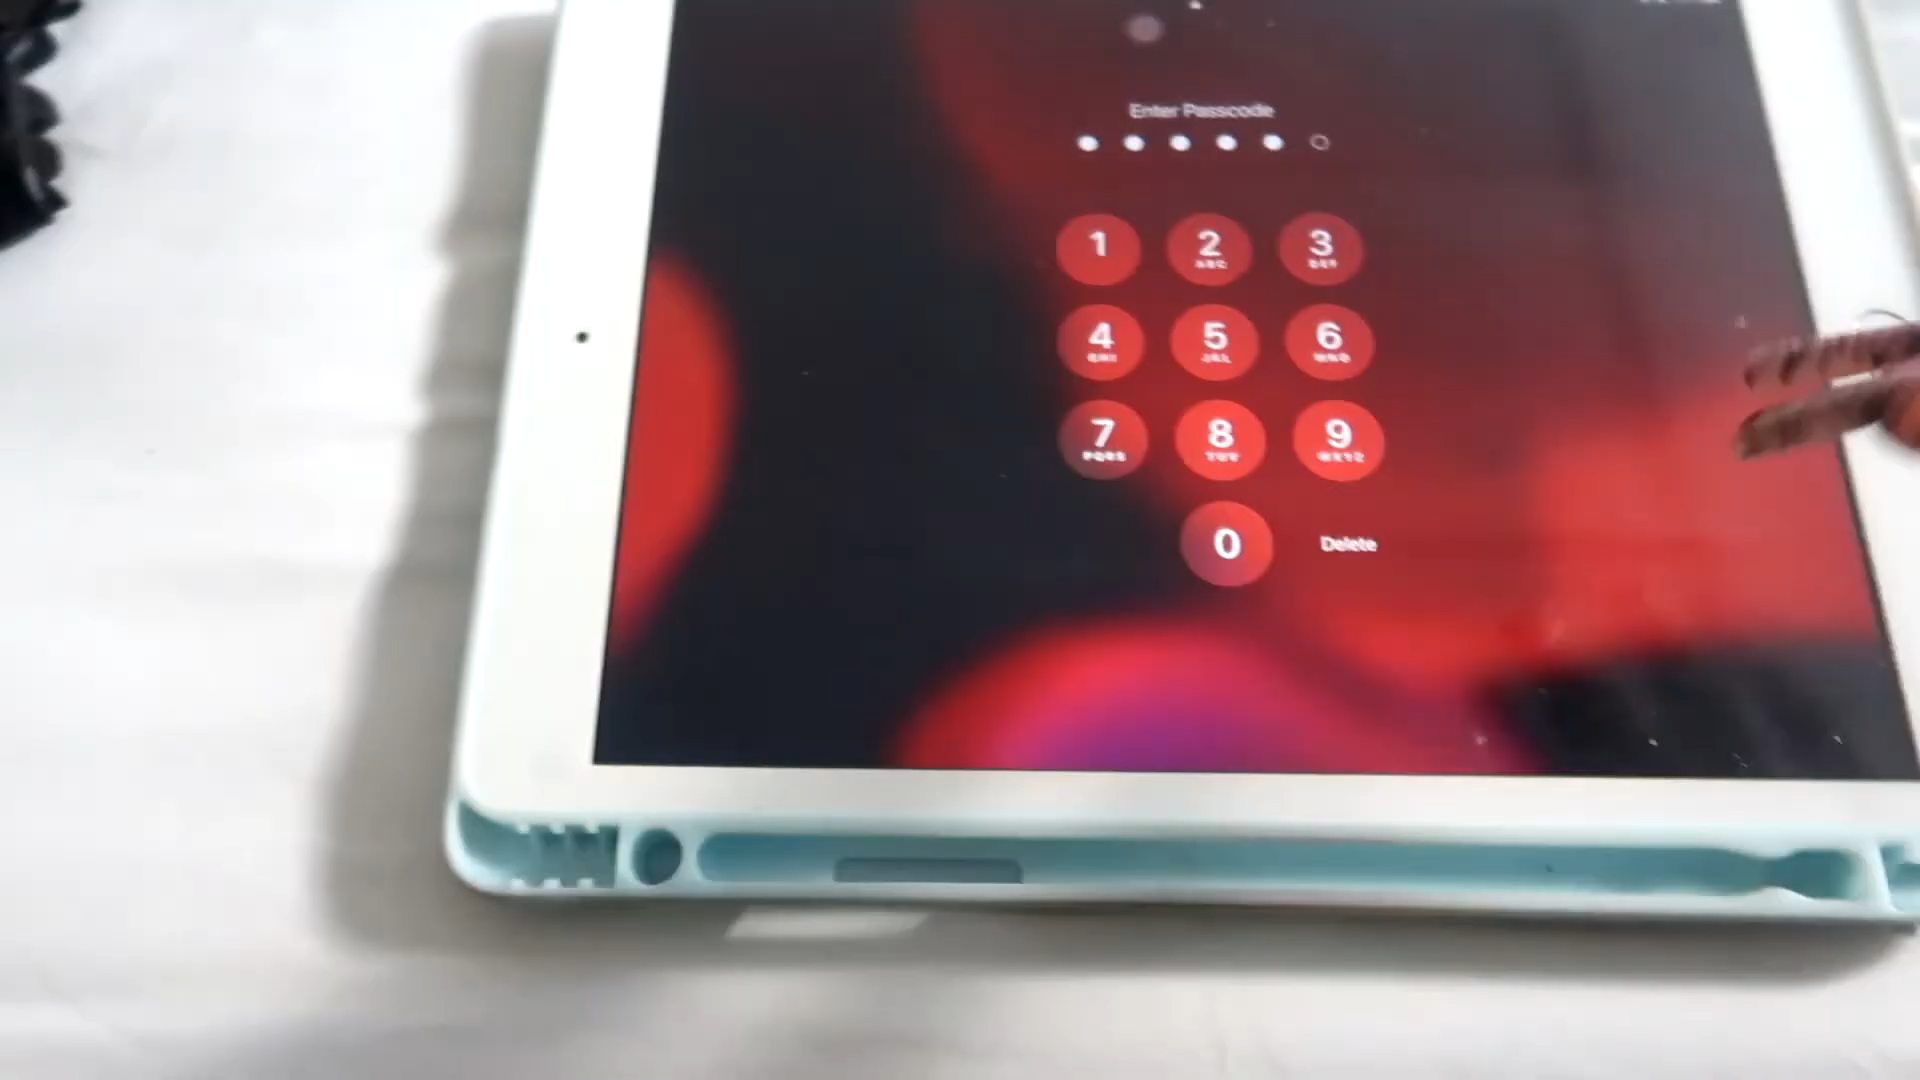 Enter Passcode
1 2 3
ABC DEF
4 5 6
GHI JKL MNO
7 8 9
PQRS TUV WXYZ
0 Delete